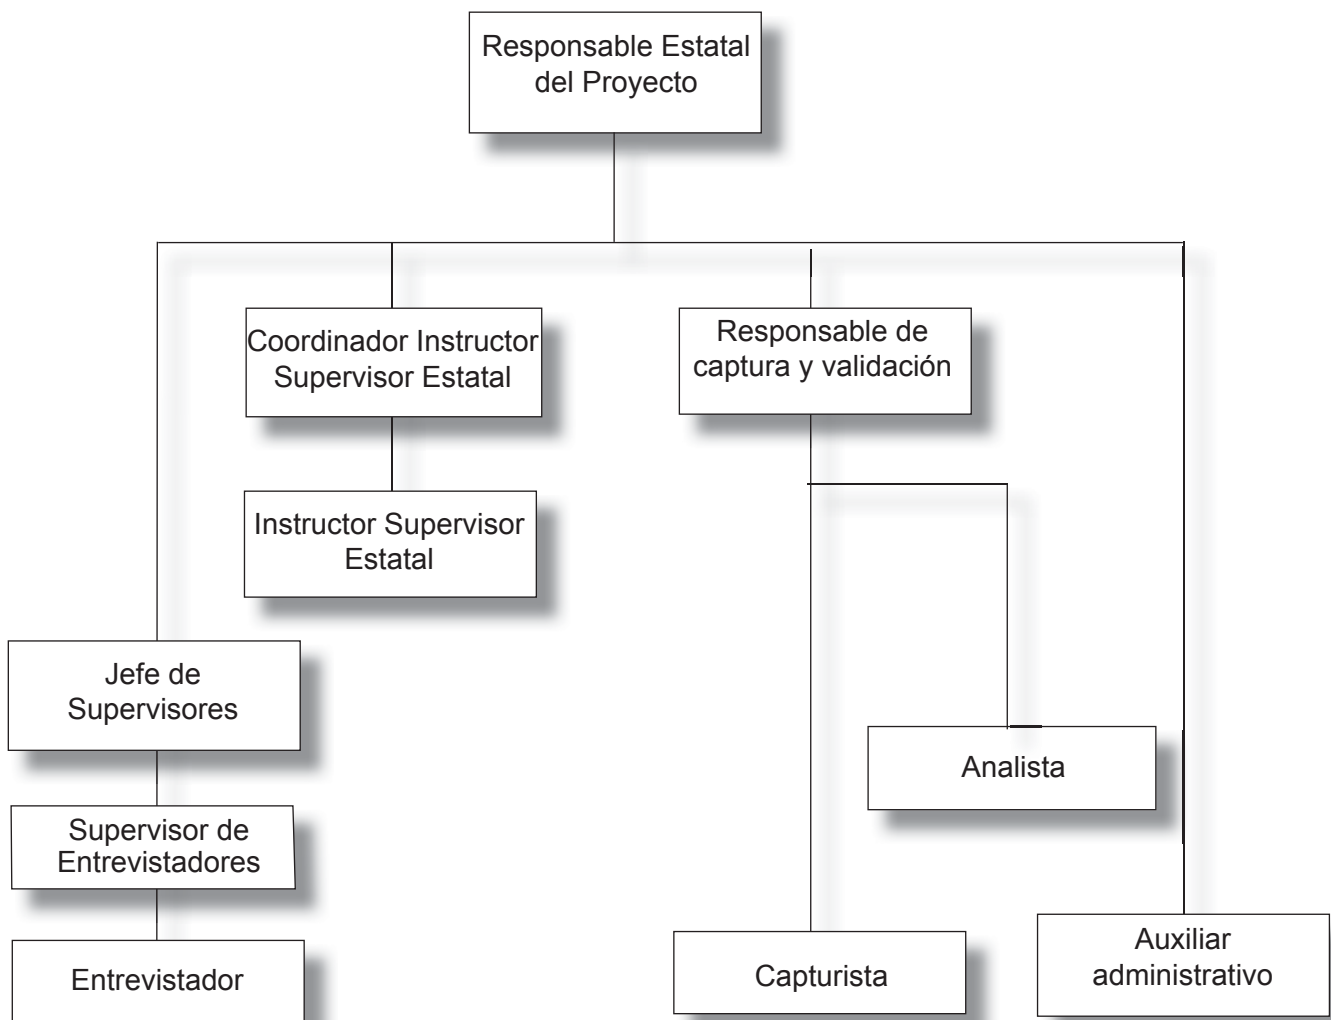 Responsable Estatal
del Proyecto
Coordinador Instructor
Supervisor Estatal
Responsable de
captura y validación
Instructor Supervisor
Estatal
Jefe de
Supervisores
Analista
Supervisor de
Entrevistadores
Entrevistador
Capturista
Auxiliar
administrativo